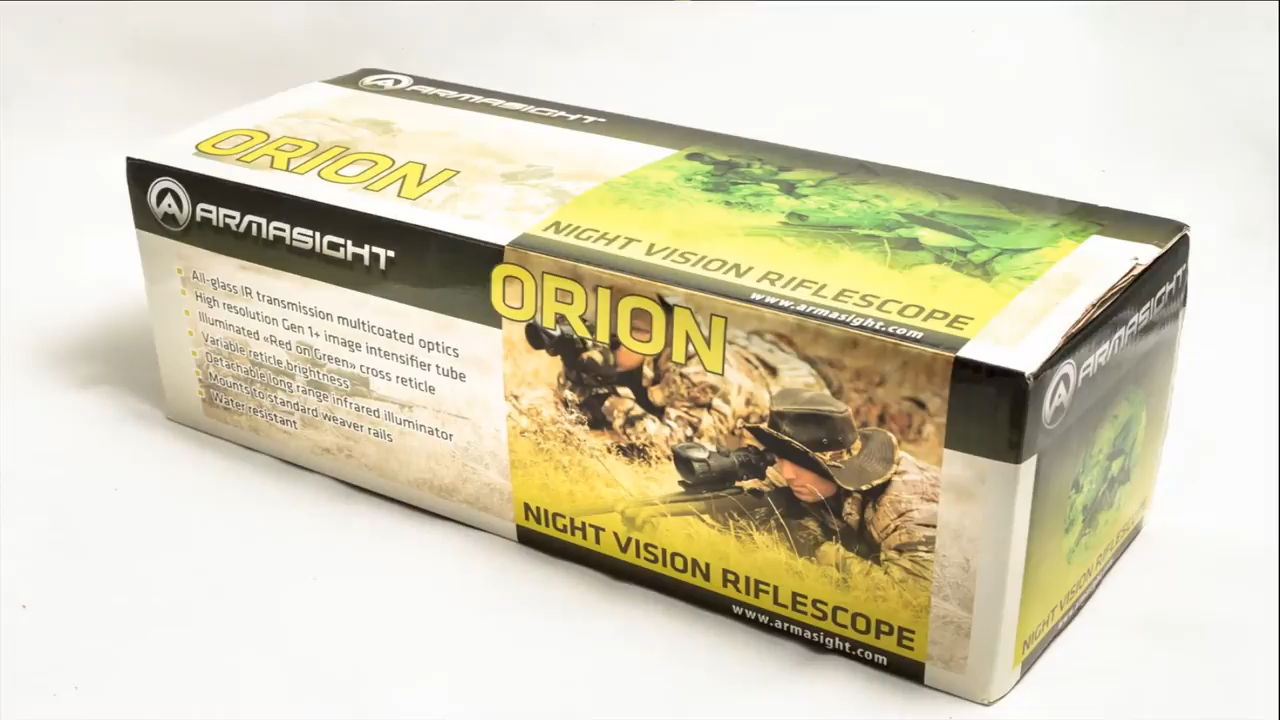 ARMASIGHT
ORION
NIGHT VISION RIFLESCOPE
www.armasight.com
ARMASIGHT
All-glass IR transmission multicoated optics
High resolution Gen 1+ image intensifier tube
Illuminated «Red on Green» cross reticle
Variable reticle brightness
Detachable long range infrared illuminator
Mounts to standard weaver rails
Water resistant
ORION
NIGHT VISION RIFLESCOPE
www.armasight.com
ARMASIGHT
NIGHT VISION RIFLESCOPE